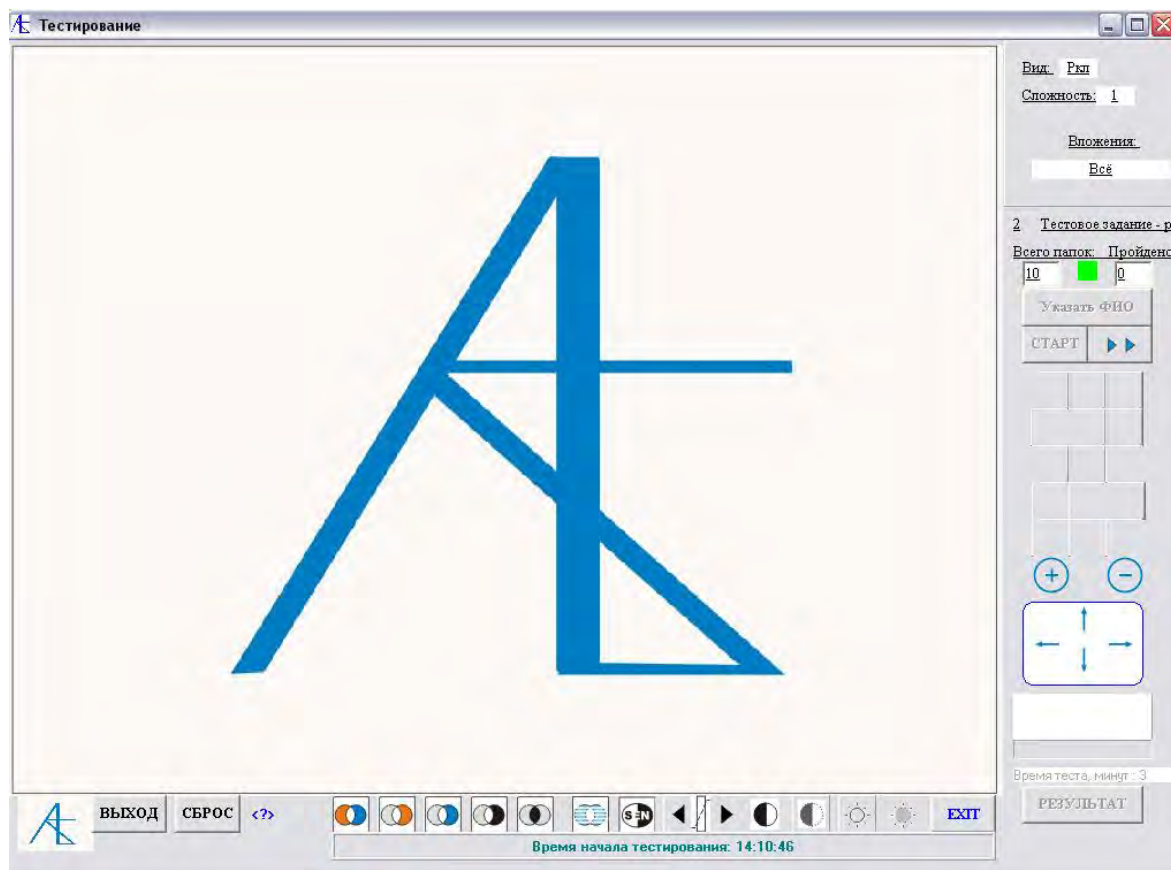 Тестирование
Вид: Ркл
Сложность: 1
Вложения:
Всё
2 Тестовое задание - р
Всего папок: Пройдено
10 0
Указать ФИО
СТАРТ
Время теста, минут : 3
РЕЗУЛЬТАТ
ВЫХОД СБРОС <?> SEN EXIT
Время начала тестирования: 14:10:46